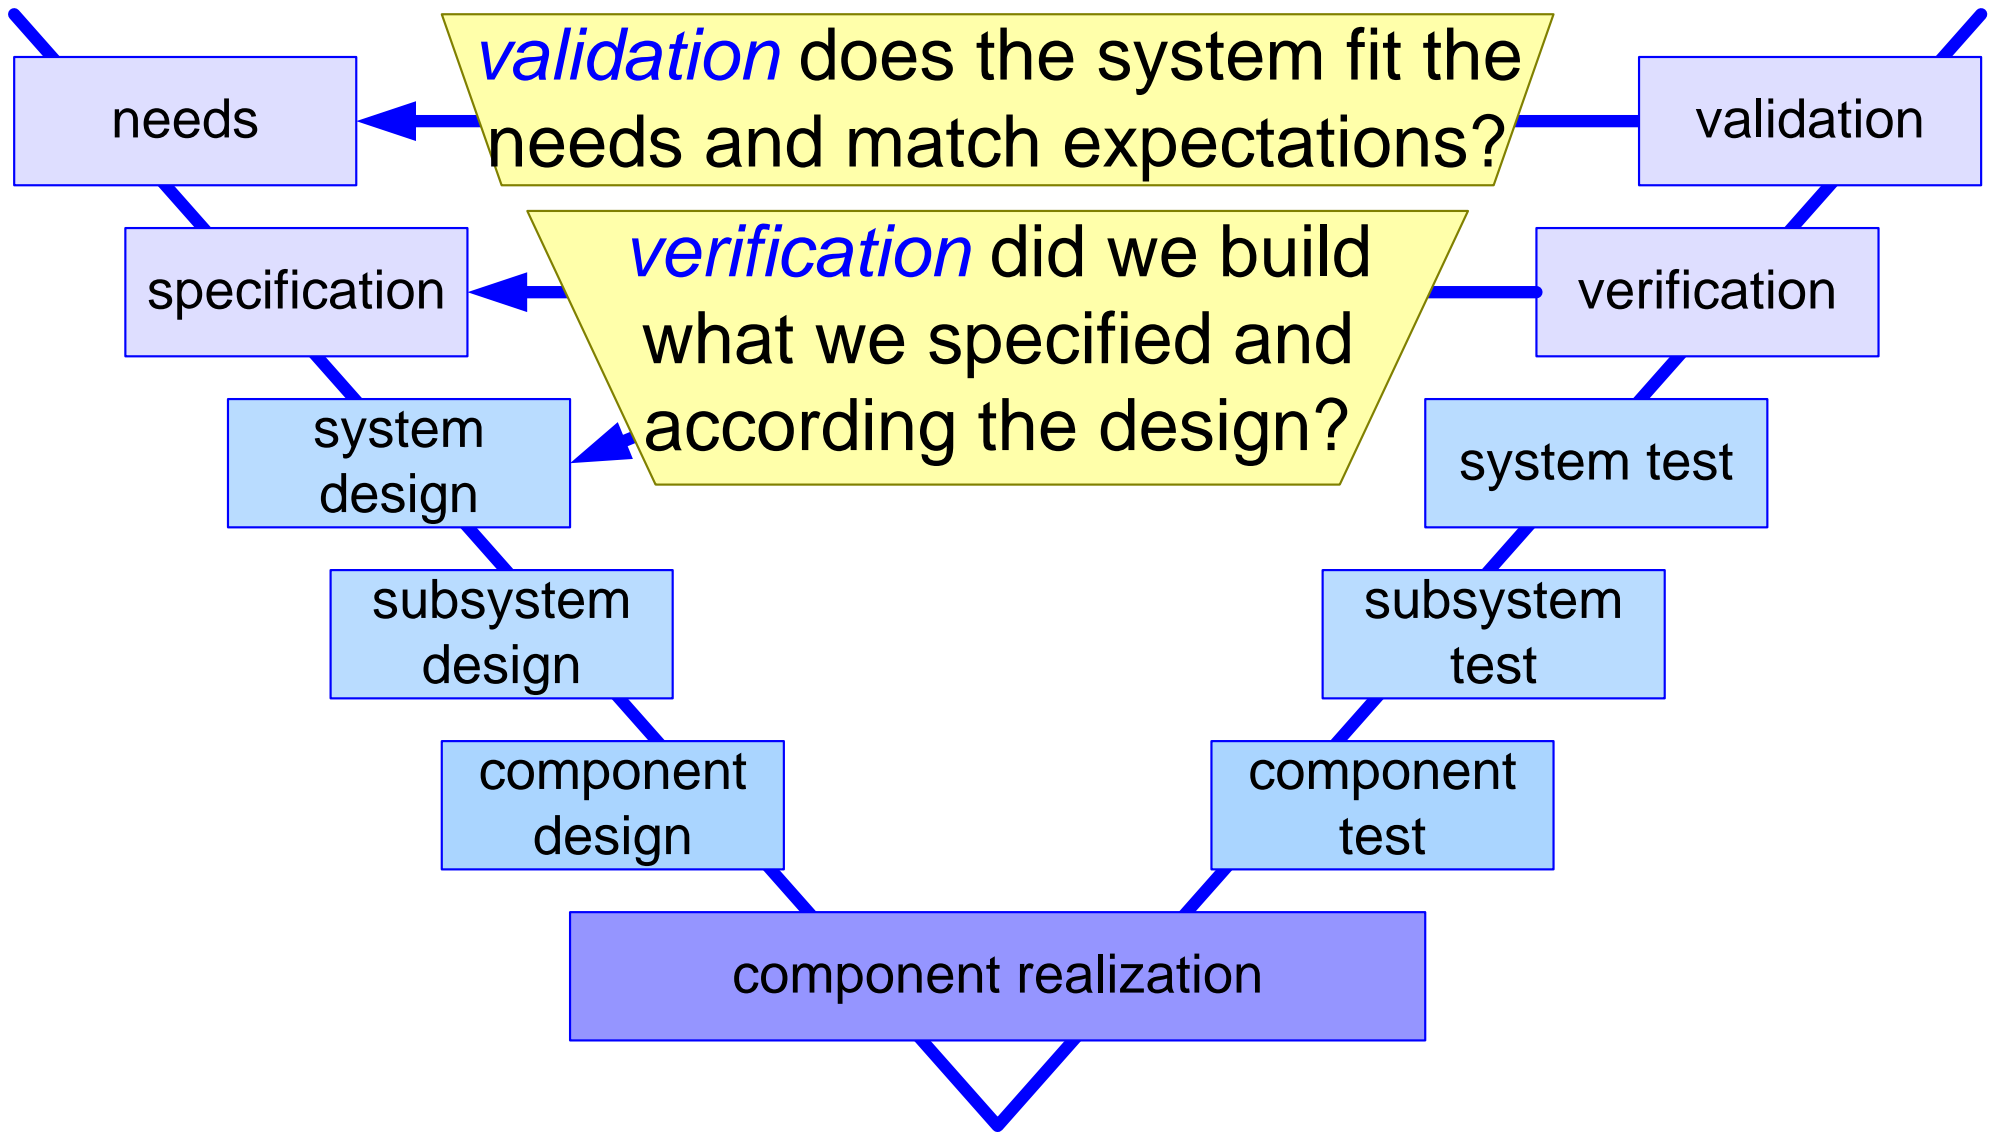 needs
validation does the system fit the
needs and match expectations?
validation
specification
verification did we build
what we specified and
according the design?
verification
system
design
system test
subsystem
design
subsystem
test
component
design
component
test
component realization